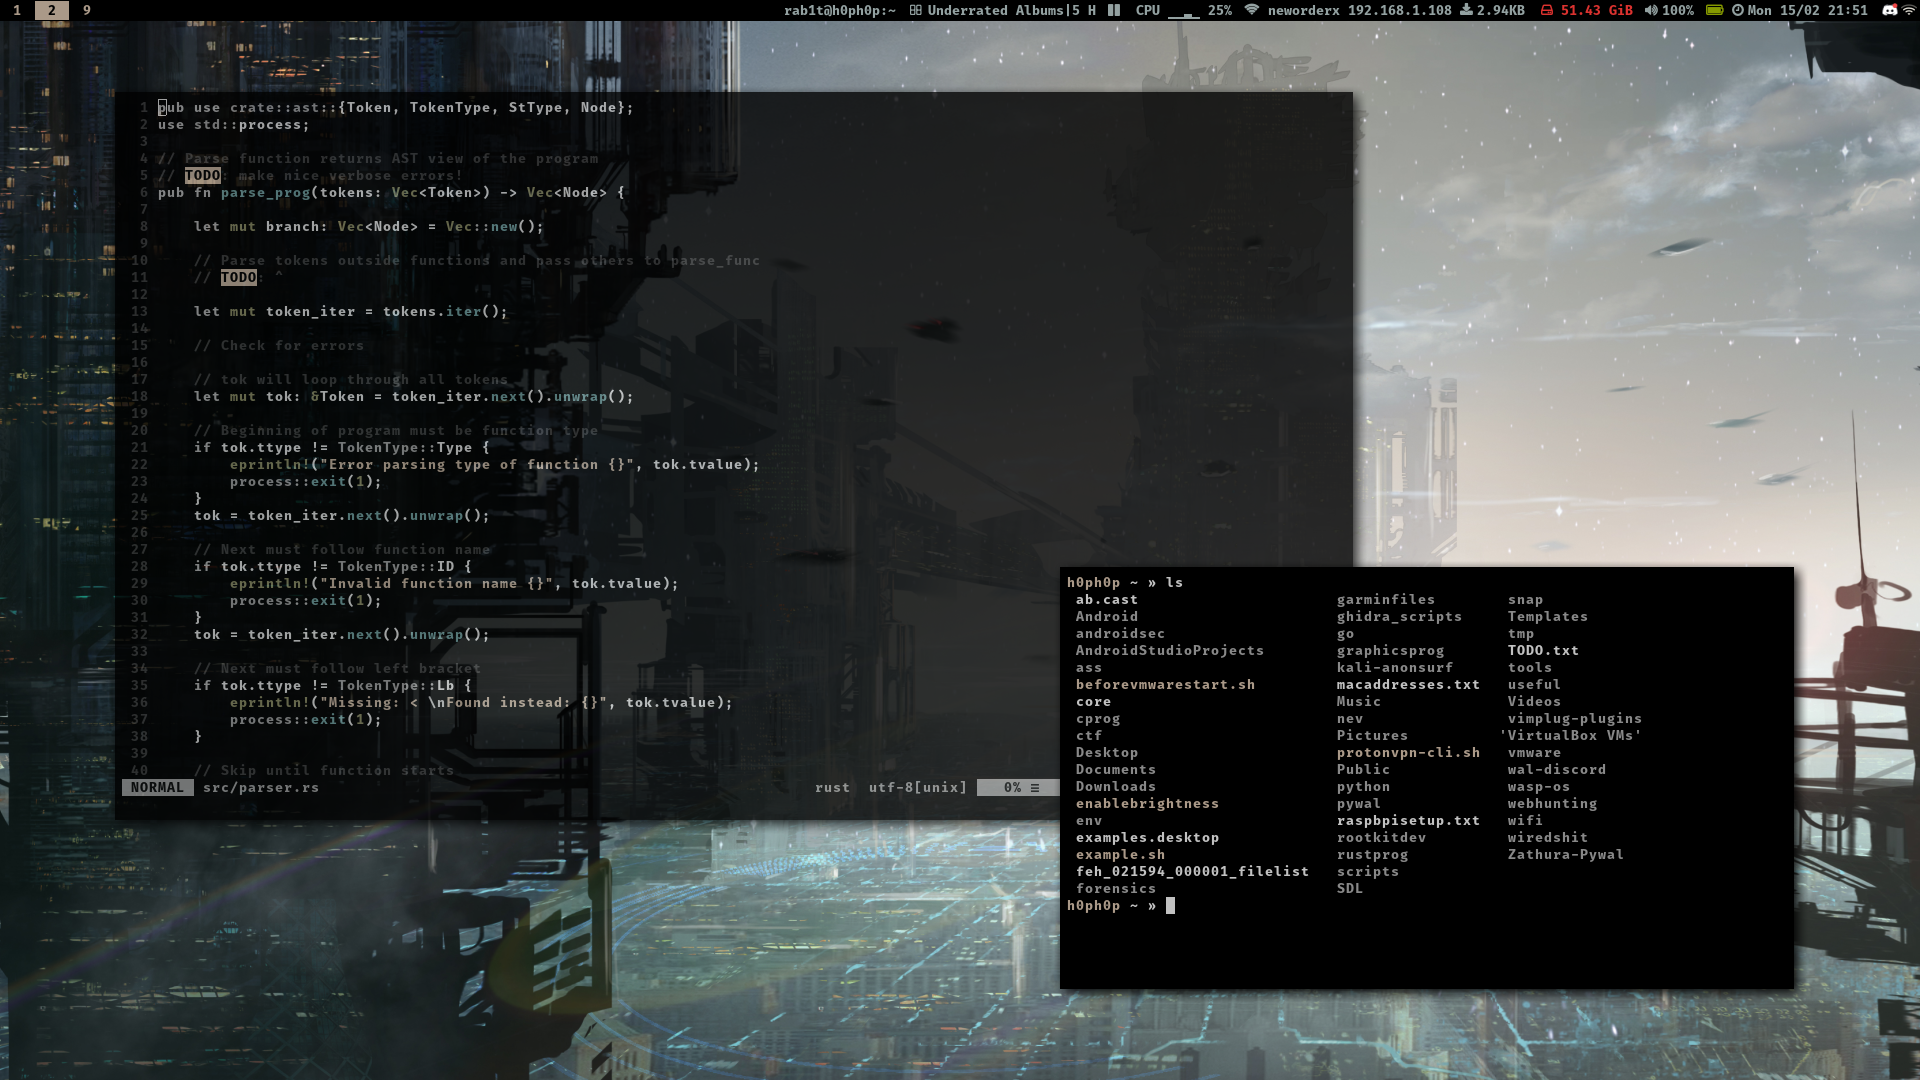 1 2 9 rab1t@h0ph0p:~ Underrated Albums|5 H CPU 25% neworderx 192.168.1.108 2.94KB 51.43 GiB 100% Mon 15/02 21:51
1 pub use crate::ast::{Token, TokenType, StType, Node};
2 use std::process;
3
4 // Parse function returns AST view of the program
5 // TODO: make nice verbose errors!
6 pub fn parse_prog(tokens: Vec<Token>) -> Vec<Node> {
7
8     let mut branch: Vec<Node> = Vec::new();
9
10     // Parse tokens outside functions and pass others to parse_func
11     // TODO: ^
12
13     let mut token_iter = tokens.iter();
14
15     // Check for errors
16
17     // tok will loop through all tokens
18     let mut tok: &Token = token_iter.next().unwrap();
19
20     // Beginning of program must be function type
21     if tok.ttype != TokenType::Type {
22         eprintln!("Error parsing type of function {}", tok.tvalue);
23         process::exit(1);
24     }
25     tok = token_iter.next().unwrap();
26
27     // Next must follow function name
28     if tok.ttype != TokenType::ID {
29         eprintln!("Invalid function name {}", tok.tvalue);
30         process::exit(1);
31     }
32     tok = token_iter.next().unwrap();
33
34     // Next must follow left bracket
35     if tok.ttype != TokenType::Lb {
36         eprintln!("Missing: < \nFound instead: {}", tok.tvalue);
37         process::exit(1);
38     }
39
40     // Skip until function starts
NORMAL src/parser.rs rust utf-8[unix] 0% ≡
h0ph0p ~ » ls
ab.cast garminfiles snap
Android ghidra_scripts Templates
androidsec go tmp
AndroidStudioProjects graphicsprog TODO.txt
ass kali-anonsurf tools
beforevmwarestart.sh macaddresses.txt useful
core Music Videos
cprog nev vimplug-plugins
ctf Pictures 'VirtualBox VMs'
Desktop protonvpn-cli.sh vmware
Documents Public wal-discord
Downloads python wasp-os
enablebrightness pywal webhunting
env raspbpisetup.txt wifi
examples.desktop rootkitdev wiredshit
example.sh rustprog Zathura-Pywal
feh_021594_000001_filelist scripts
forensics SDL
h0ph0p ~ »